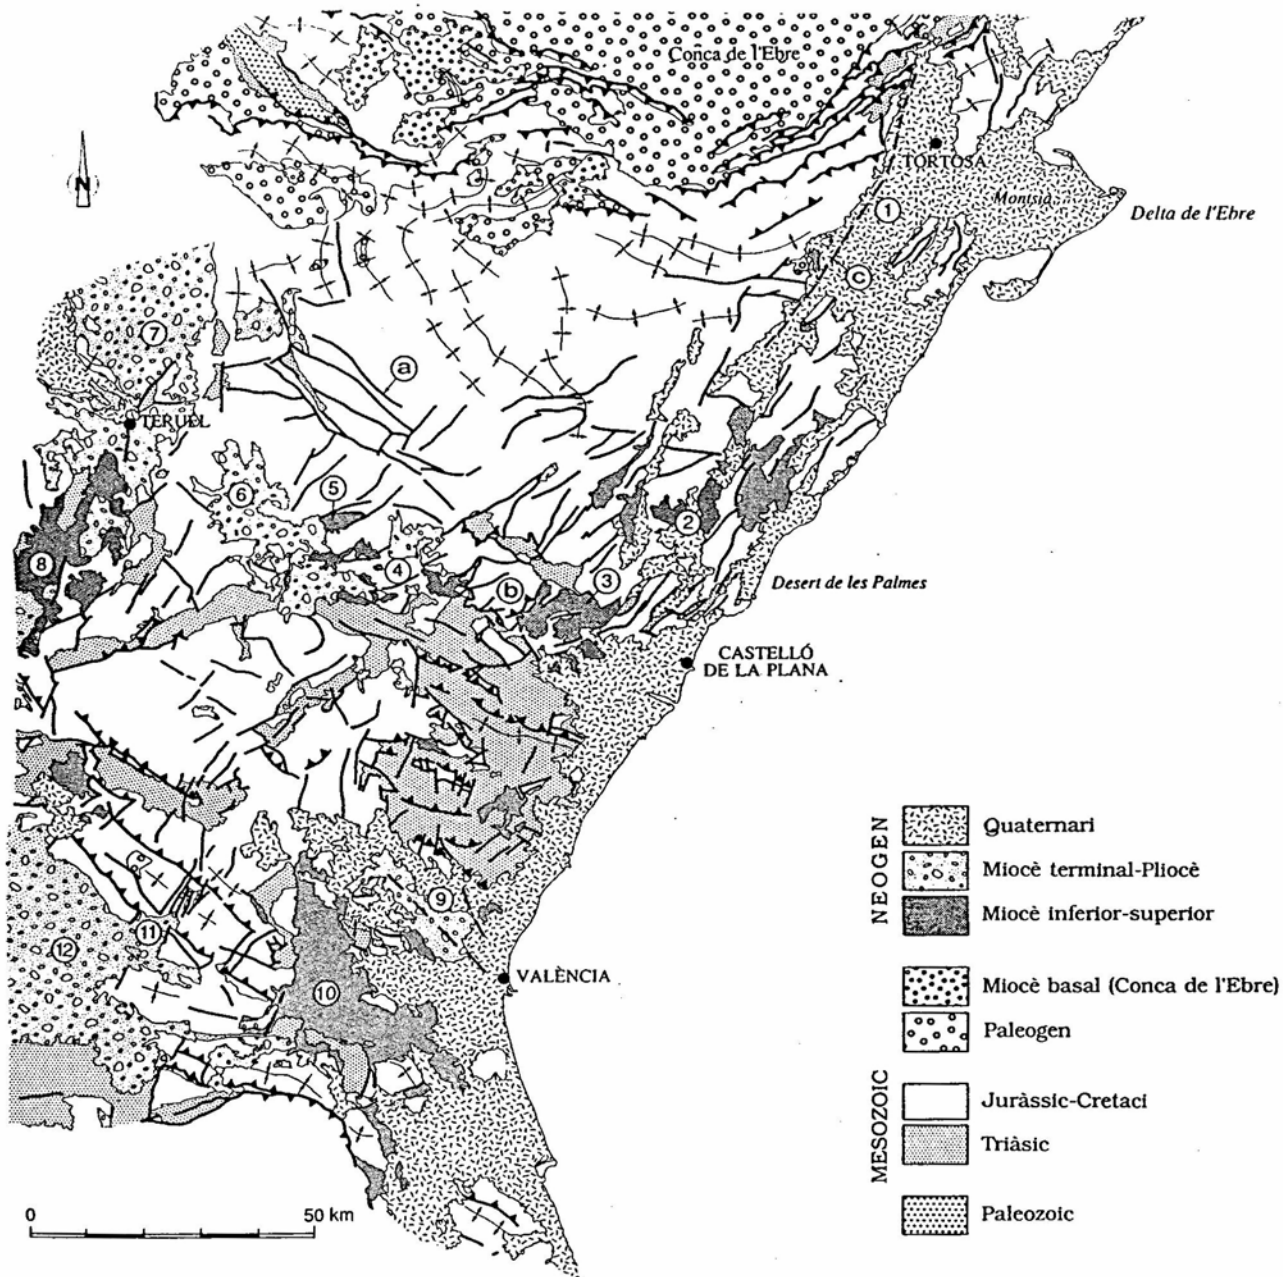 Conca de l'Ebre
N
TORTOSA
Montsià
Delta de l'Ebre
1
c
7
a
TERUEL
6
5
2
8
4
b
3
Desert de les Palmes
CASTELLÓ
DE LA PLANA
9
11
12
10
VALÈNCIA
NEOGEN
Quaternari
Miocè terminal-Pliocè
Miocè inferior-superior
Miocè basal (Conca de l'Ebre)
Paleogen
MESOZOIC
Juràssic-Cretaci
Triàsic
Paleozoic
0
50 km